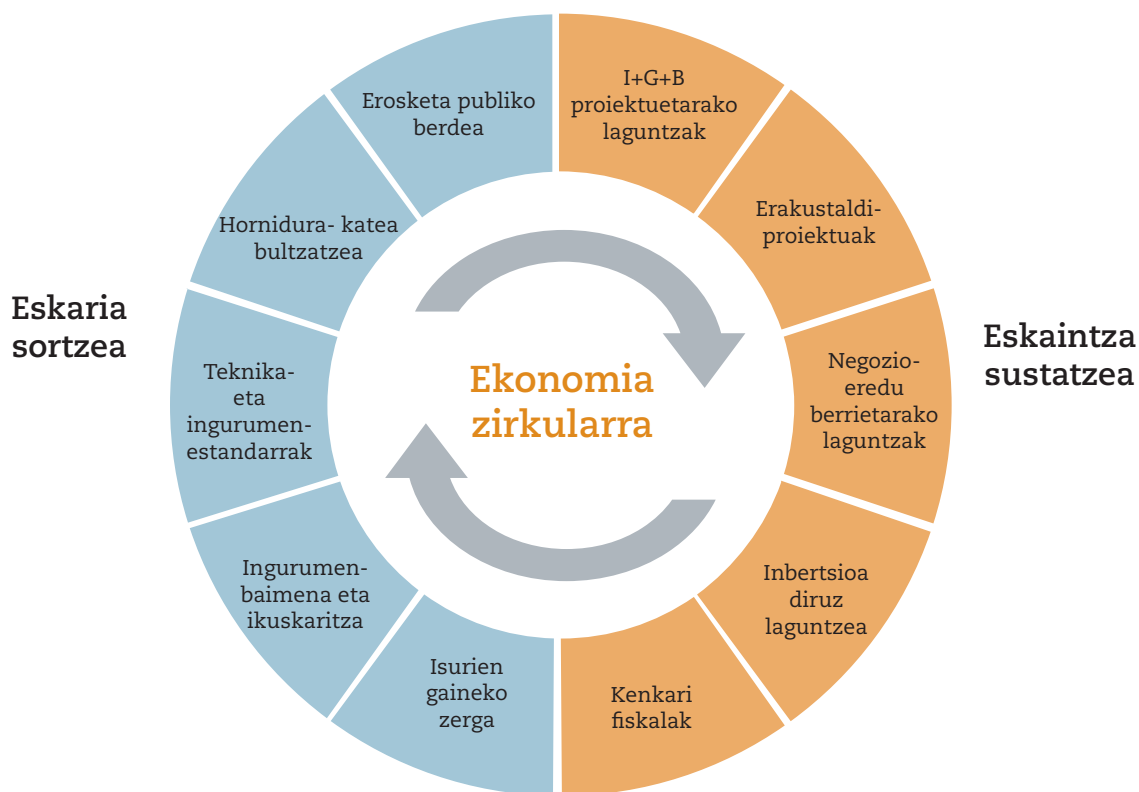 I+G+B
proiektuetarako
laguntzak
Erakustaldi-
proiektuak
Negozio-
eredu
berrietarako
laguntzak
Inbertsioa
diruz
laguntzea
Kenkari
fiskalak
Isurien
gaineko
zerga
Ingurumen-
baimena eta
ikuskaritza
Teknika-
eta
ingurumen-
estandarrak
Hornidura- katea
bultzatzea
Erosketa publiko
berdea
Eskaria
sortzea
Ekonomia
zirkularra
Eskaintza
sustatzea